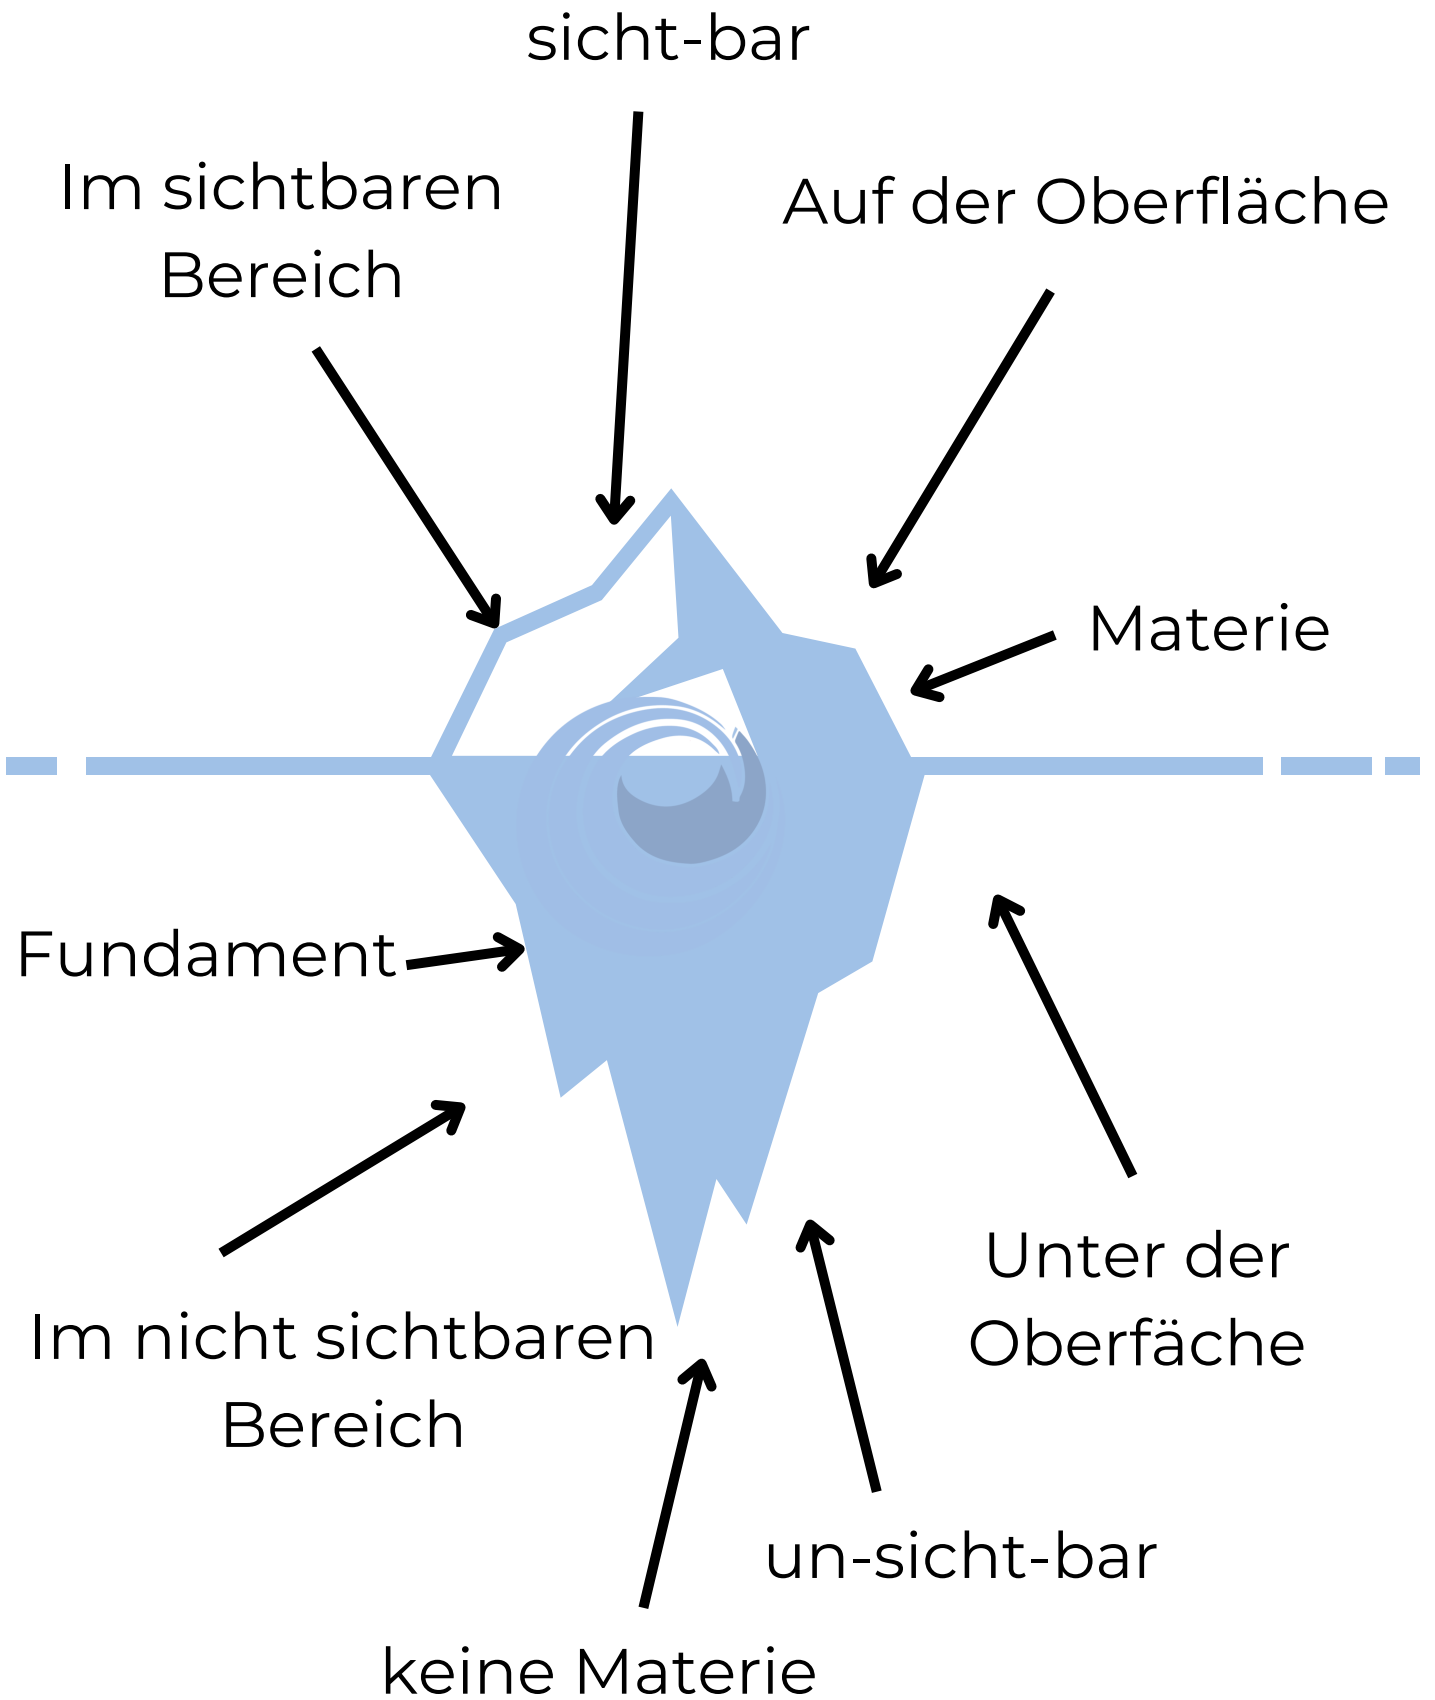 sicht-bar
Im sichtbaren
Bereich
Auf der Oberfläche
Materie
Fundament
Unter der
Oberfäche
Im nicht sichtbaren
Bereich
un-sicht-bar
keine Materie